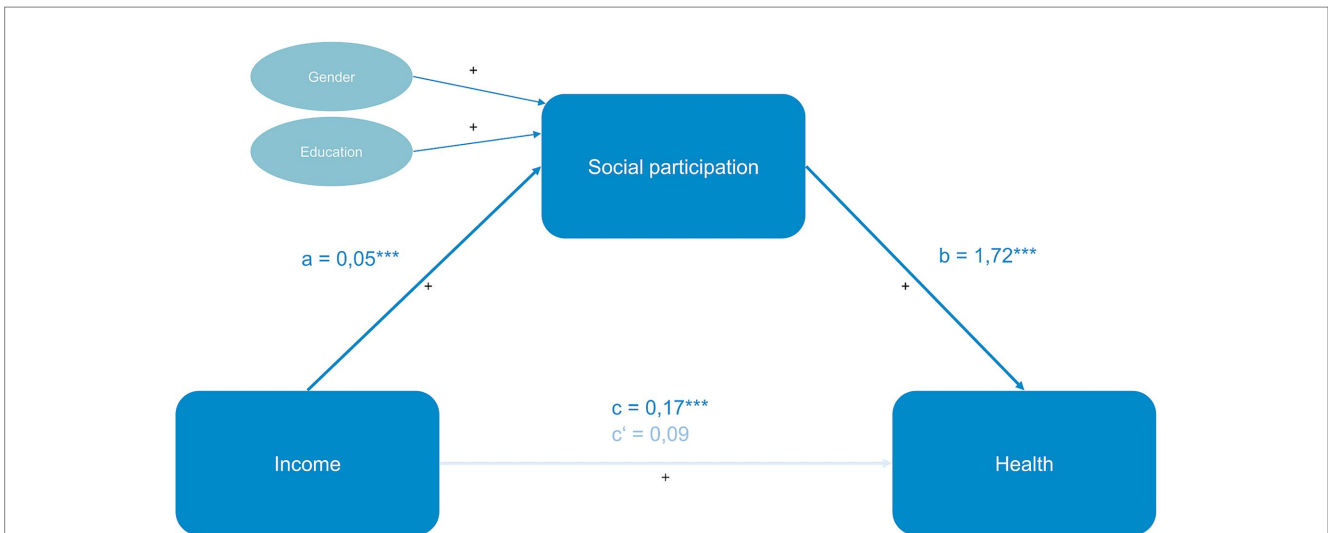 Gender
+
Education
+
Social participation
a = 0,05***
+
b = 1,72***
+
c = 0,17***
c‘ = 0,09
Income
+
Health